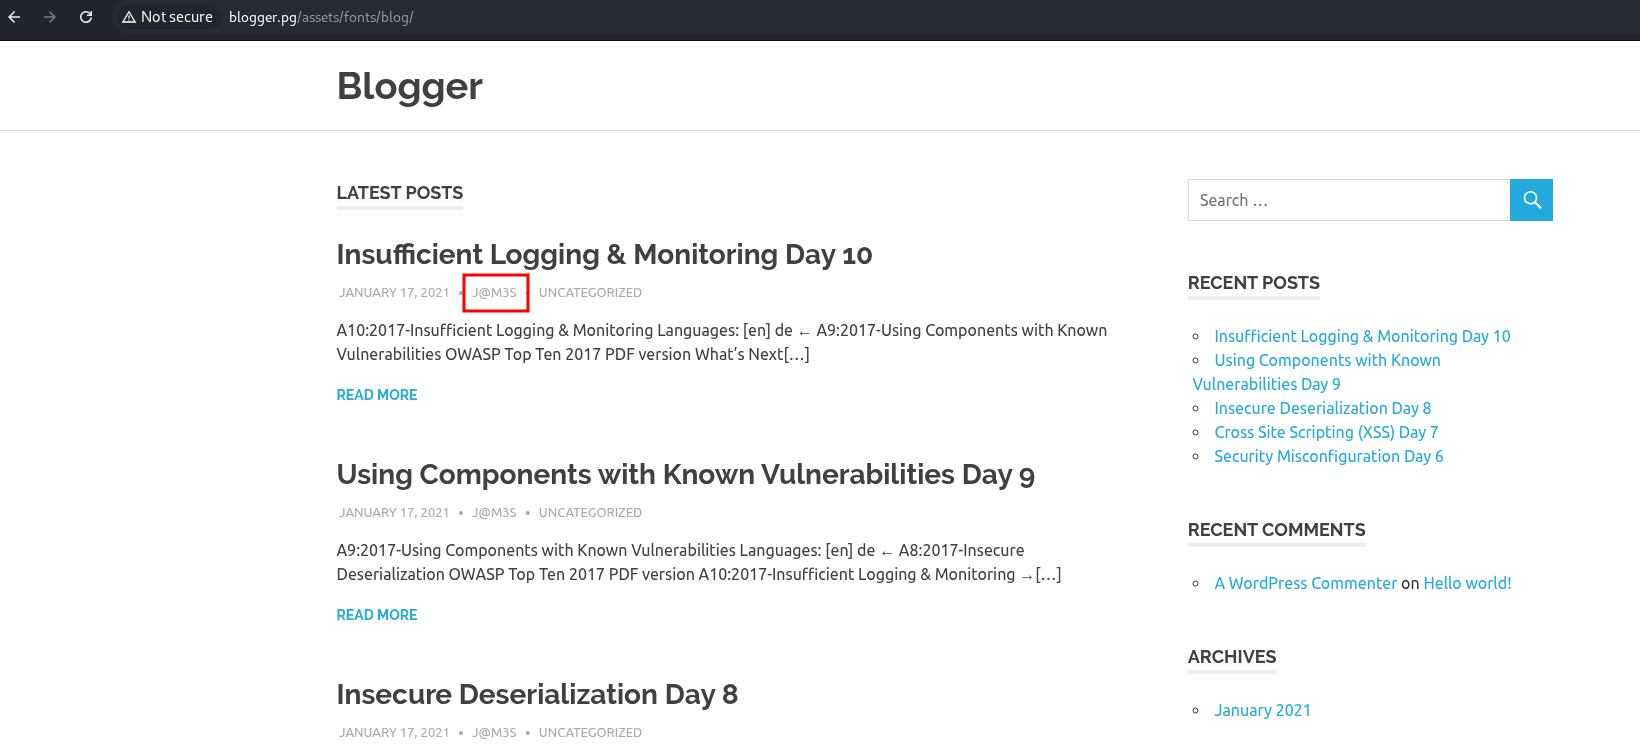 Not secure blogger.pg/assets/fonts/blog/
Blogger
LATEST POSTS
Insufficient Logging & Monitoring Day 10
JANUARY 17, 2021 • J@M3S • UNCATEGORIZED
A10:2017-Insufficient Logging & Monitoring Languages: [en] de ← A9:2017-Using Components with Known
Vulnerabilities OWASP Top Ten 2017 PDF version What’s Next[…]
READ MORE
Using Components with Known Vulnerabilities Day 9
JANUARY 17, 2021 • J@M3S • UNCATEGORIZED
A9:2017-Using Components with Known Vulnerabilities Languages: [en] de ← A8:2017-Insecure
Deserialization OWASP Top Ten 2017 PDF version A10:2017-Insufficient Logging & Monitoring →[…]
READ MORE
Insecure Deserialization Day 8
JANUARY 17, 2021 • J@M3S • UNCATEGORIZED
Search …
RECENT POSTS
Insufficient Logging & Monitoring Day 10
Using Components with Known
Vulnerabilities Day 9
Insecure Deserialization Day 8
Cross Site Scripting (XSS) Day 7
Security Misconfiguration Day 6
RECENT COMMENTS
A WordPress Commenter on Hello world!
ARCHIVES
January 2021